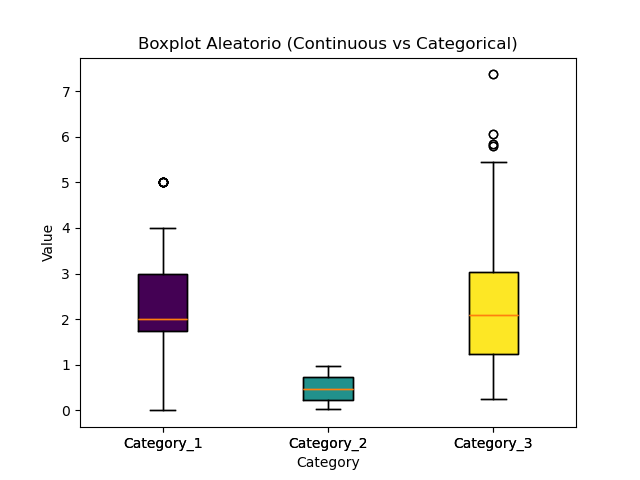 Boxplot Aleatorio (Continuous vs Categorical)
7
6
5
4
3
2
1
0
Value
Category_1 Category_2 Category_3
Category